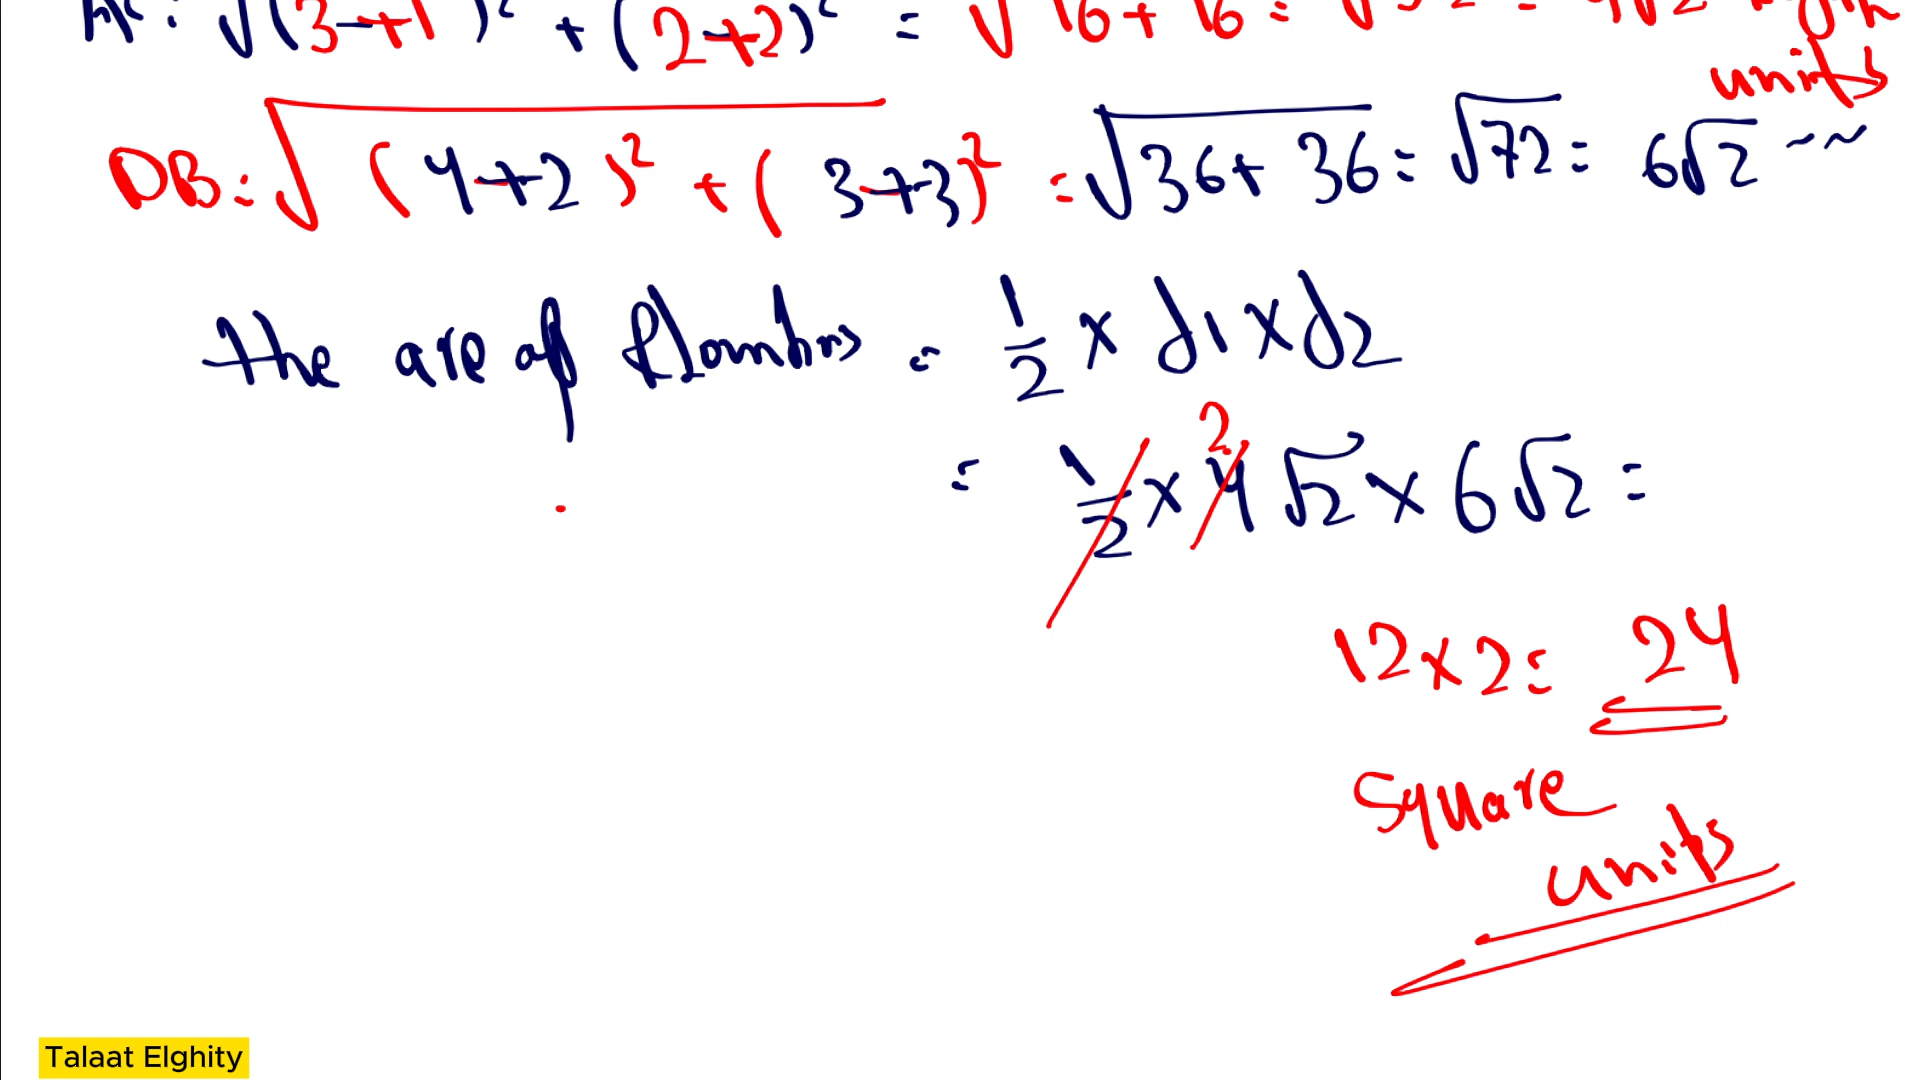 AC = √(3+1)² + (2+2)² = √16+16 = √32 = 4√2 length
units
DB = √(4+2)² + (3+3)² = √36+36 = √72 = 6√2 ~~
the are of Rhombus = 1/2 × d1 × d2
2
= 1/2 × 4√2 × 6√2 =
12×2 = 24
Square
units
Talaat Elghity